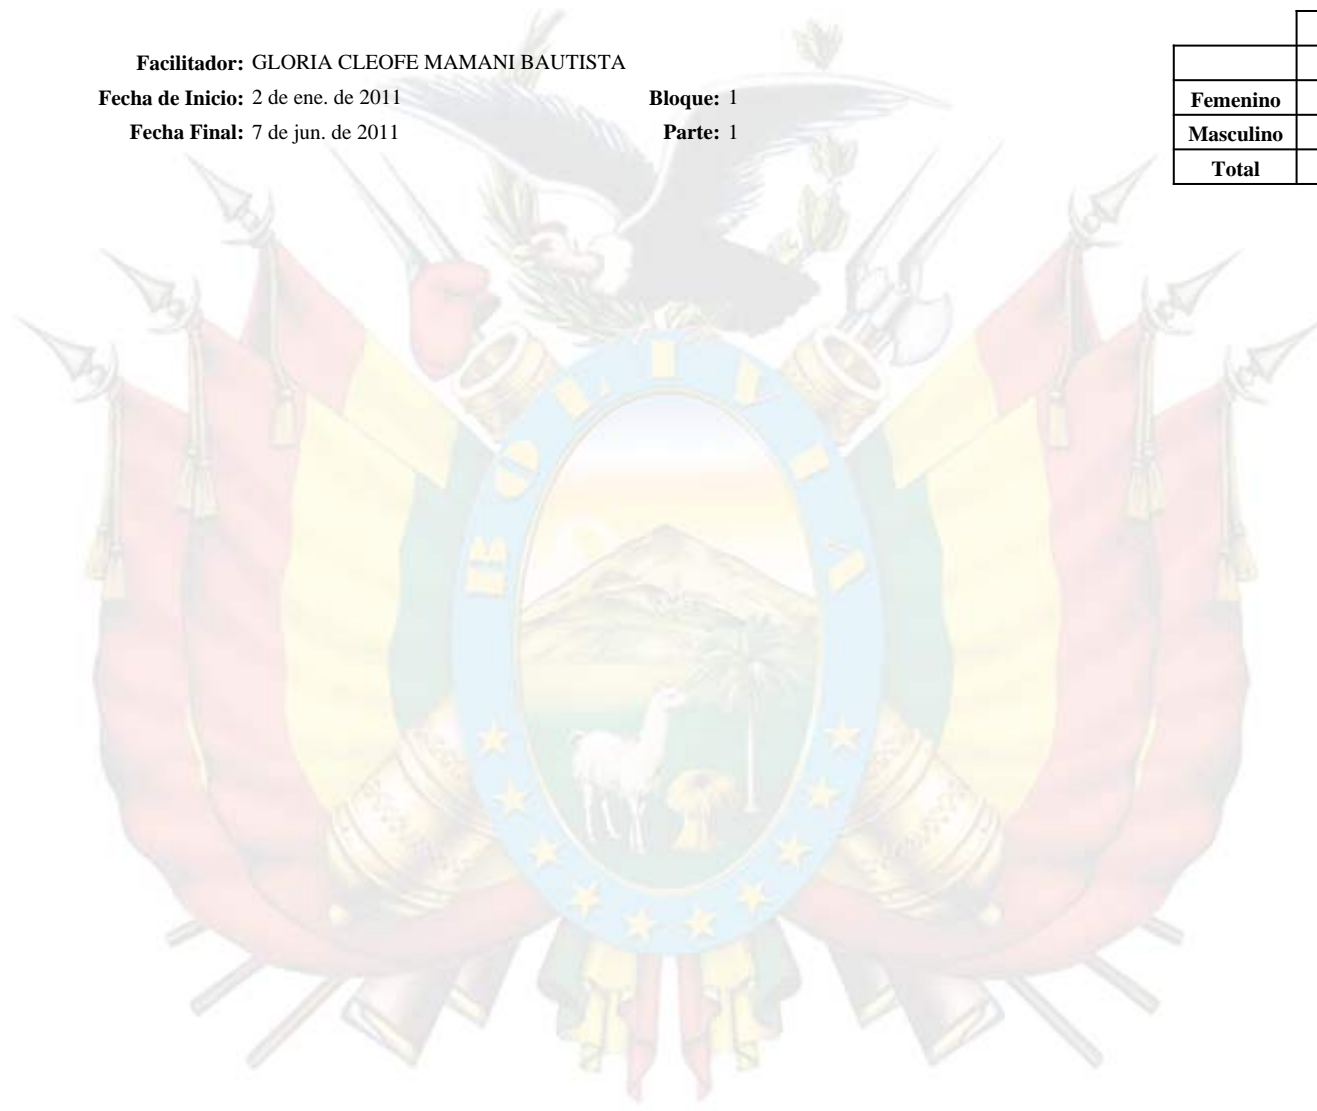 Facilitador: GLORIA CLEOFE MAMANI BAUTISTA
Fecha de Inicio: 2 de ene. de 2011 Bloque: 1
Fecha Final: 7 de jun. de 2011 Parte: 1
Femenino
Masculino
Total
BOLIVIA